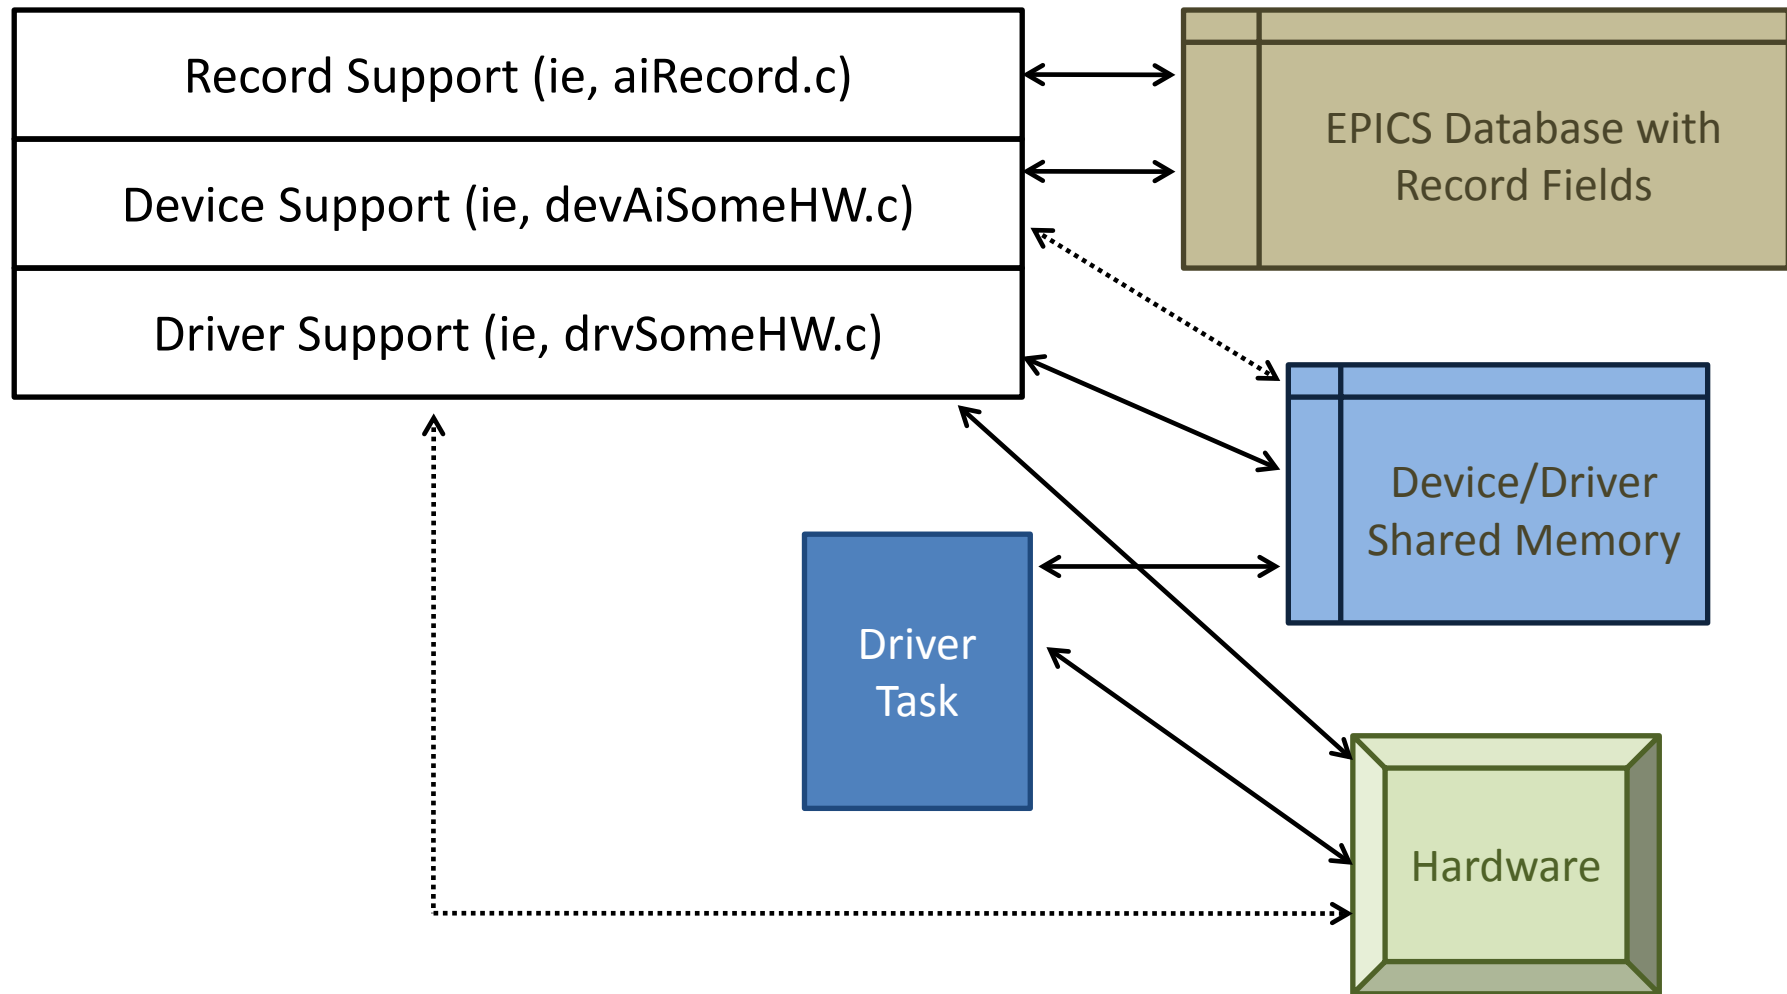 Record Support (ie, aiRecord.c)
Device Support (ie, devAiSomeHW.c)
Driver Support (ie, drvSomeHW.c)
EPICS Database with
Record Fields
Device/Driver
Shared Memory
Driver
Task
Hardware